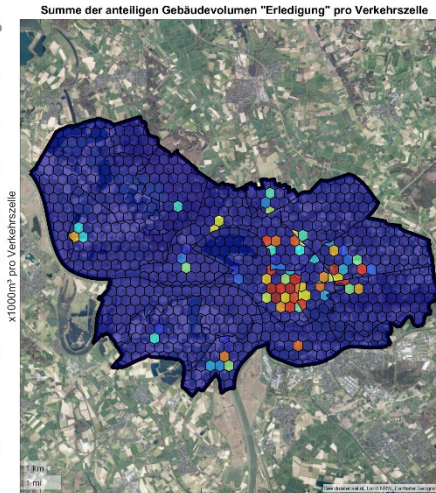 Summe der anteiligen Gebäudevolumen "Erledigung" pro Verkehrszelle
x1000m³ pro Verkehrszelle
1 km
1 mi